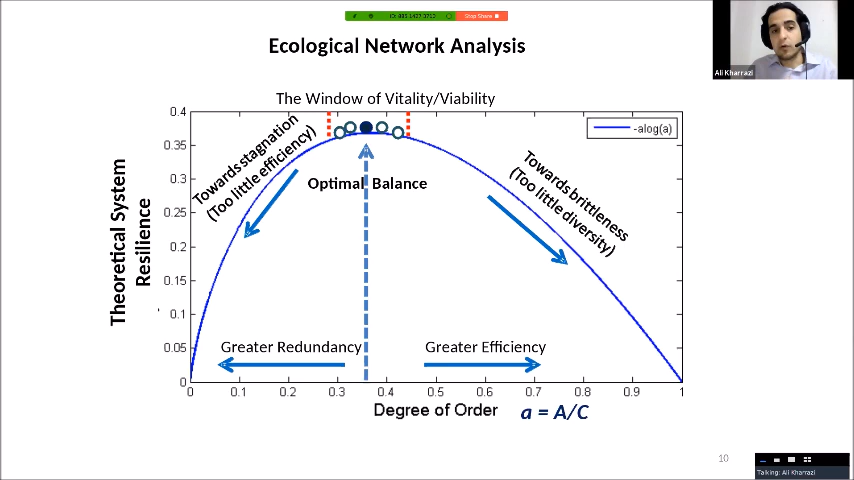 ID: 885 1427 3723
Stop Share
Ecological Network Analysis
Ali Kharrazi
The Window of Vitality/Viability
0.4
0.35
0.3
0.25
0.2
0.15
0.1
0.05
0
Theoretical System
Resilience
-alog(a)
Towards stagnation
(Too little efficiency)
Optimal Balance
Towards brittleness
(Too little diversity)
Greater Redundancy
Greater Efficiency
0 0.1 0.2 0.3 0.4 0.5 0.6 0.7 0.8 0.9 1
Degree of Order
a = A/C
10
Talking: Ali Kharrazi